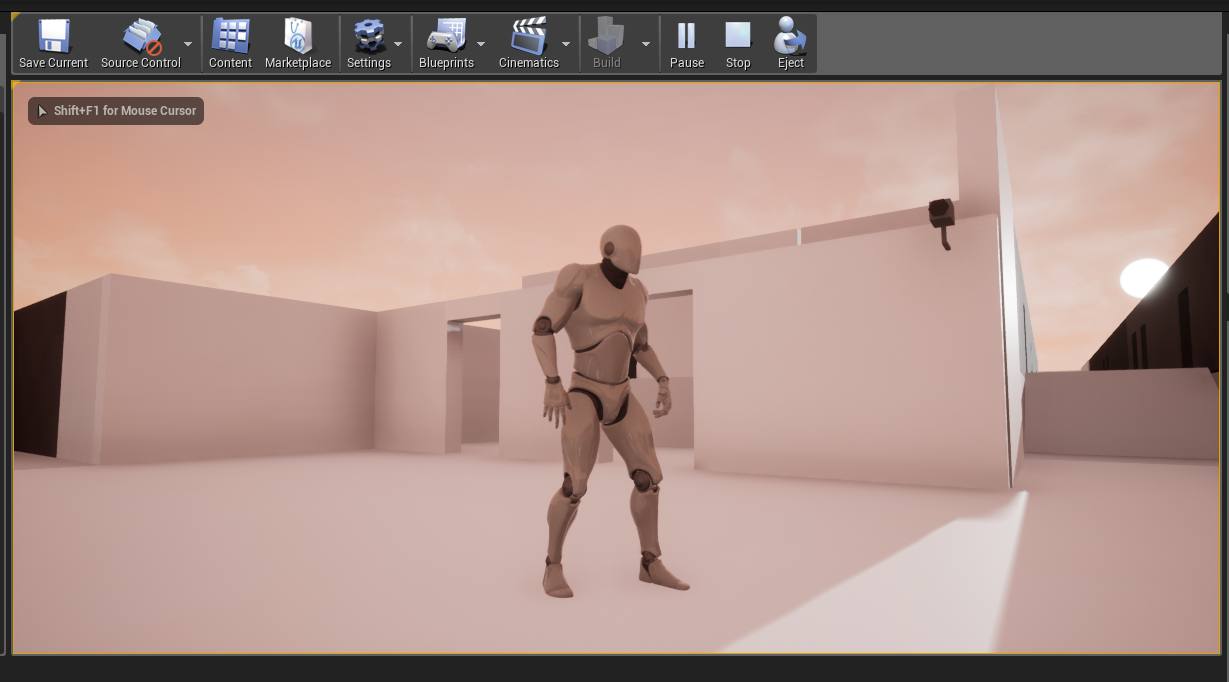 Save Current
Source Control
Content
Marketplace
Settings
Blueprints
Cinematics
Build
Pause
Stop
Eject
Shift+F1 for Mouse Cursor